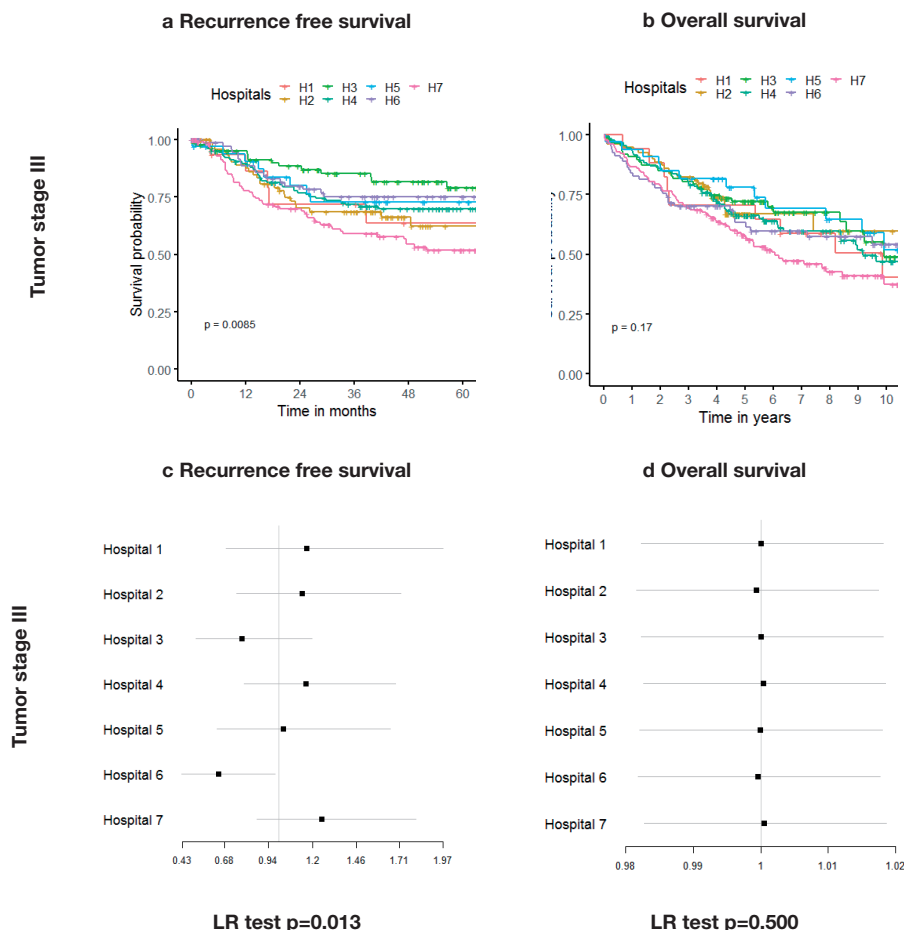 a Recurrence free survival
b Overall survival
Tumor stage III
Hospitals H1 H3 H5 H7
H2 H4 H6
Survival probability
1.00
0.75
0.50
0.25
0.00
p = 0.0085
0 12 24 36 48 60
Time in months
Hospitals H1 H3 H5 H7
H2 H4 H6
1.00
0.75
0.50
0.25
0.00
p = 0.17
0 1 2 3 4 5 6 7 8 9 10
Time in years
c Recurrence free survival
d Overall survival
Tumor stage III
Hospital 1
Hospital 2
Hospital 3
Hospital 4
Hospital 5
Hospital 6
Hospital 7
0.43 0.68 0.94 1.2 1.46 1.71 1.97
LR test p=0.013
Hospital 1
Hospital 2
Hospital 3
Hospital 4
Hospital 5
Hospital 6
Hospital 7
0.98 0.99 1 1.01 1.02
LR test p=0.500